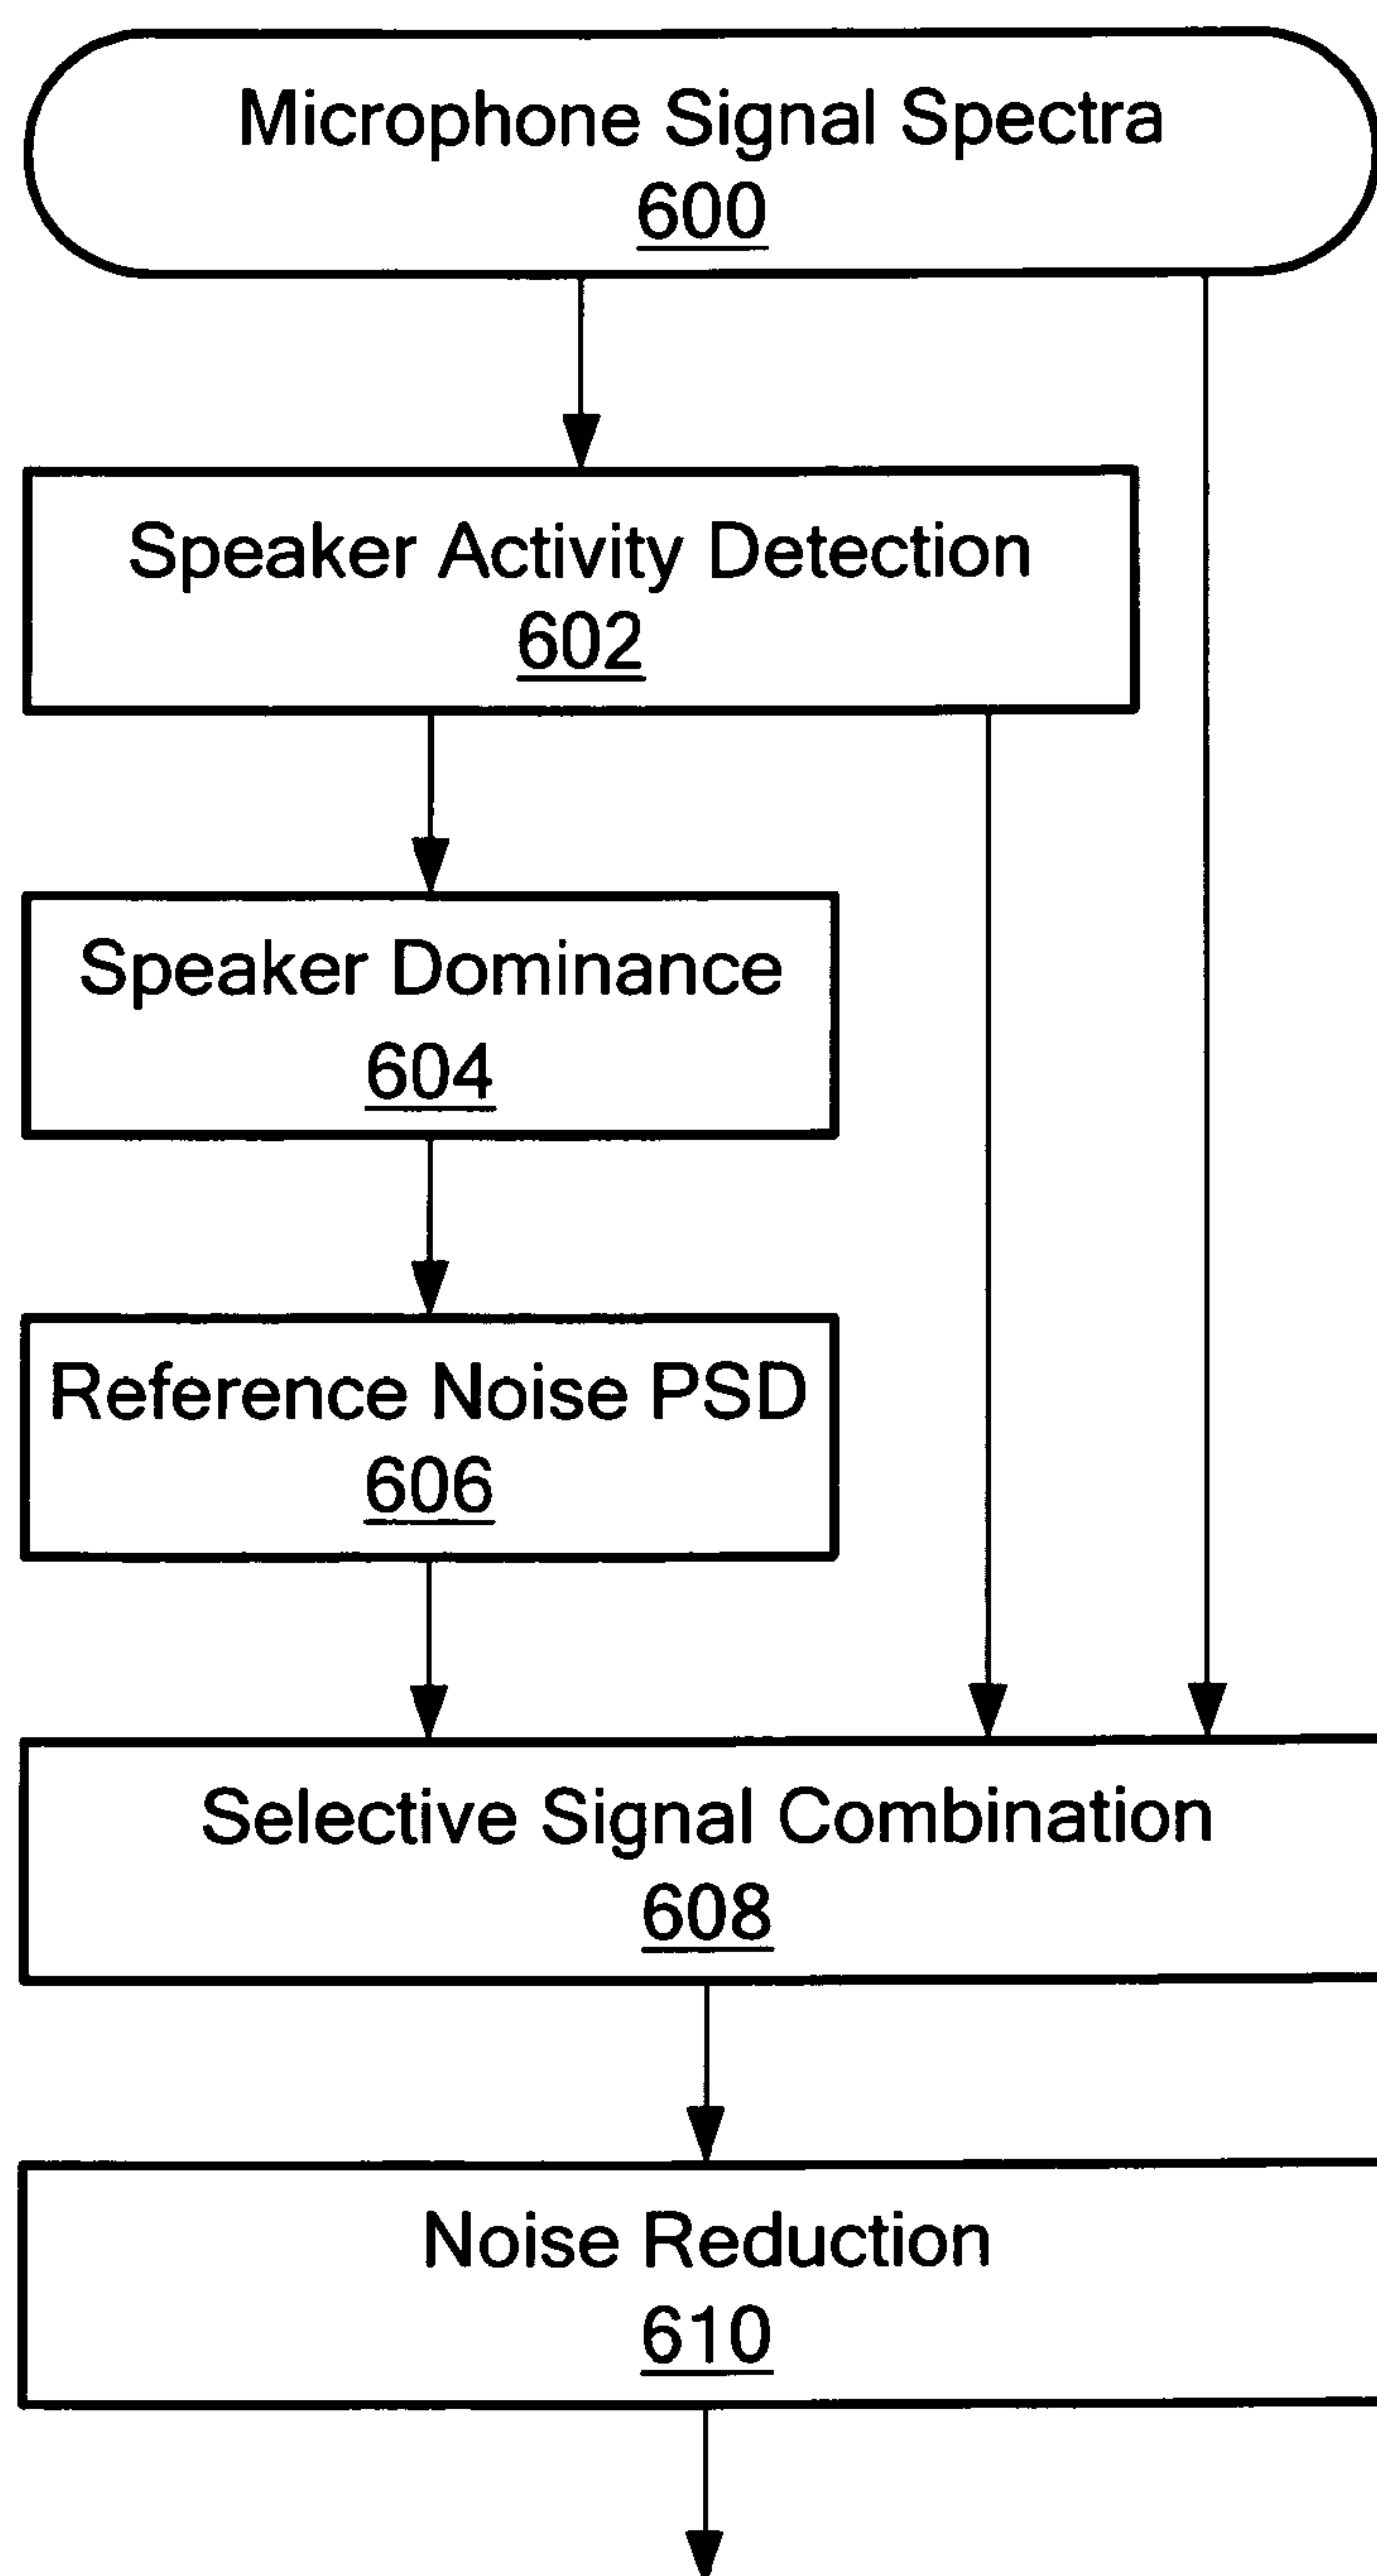 Microphone Signal Spectra
600
Speaker Activity Detection
602
Speaker Dominance
604
Reference Noise PSD
606
Selective Signal Combination
608
Noise Reduction
610